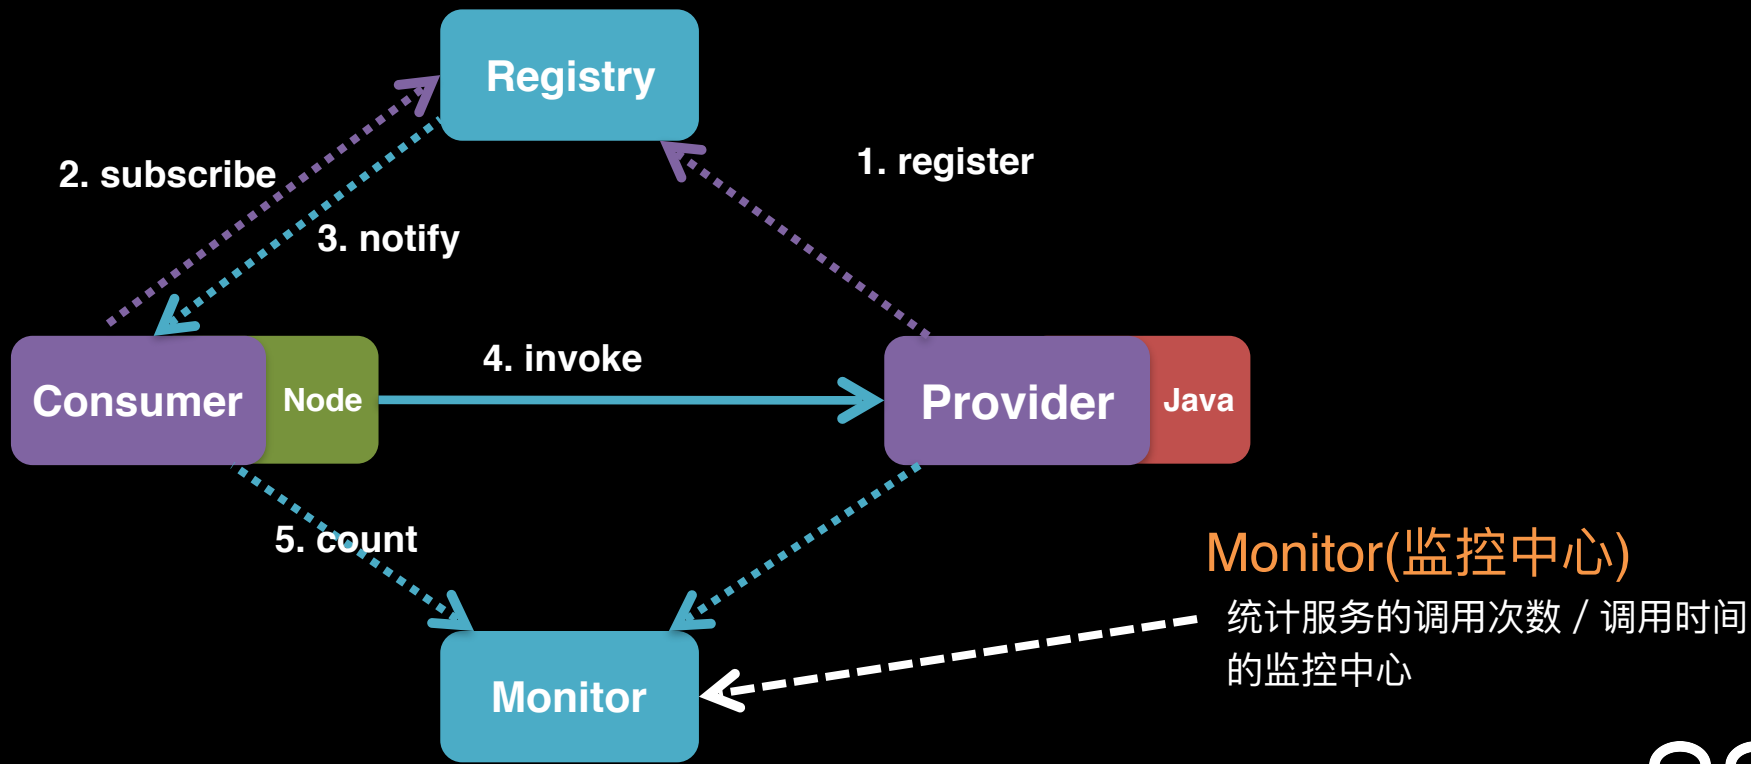 Registry
1. register
2. subscribe
3. notify
4. invoke
Consumer
Node
Provider
Java
5. count
Monitor(监控中心)
统计服务的调用次数 / 调用时间
的监控中心
Monitor